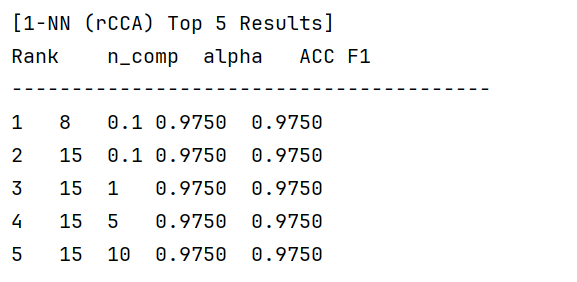 [1-NN (rCCA) Top 5 Results]
Rank    n_comp  alpha   ACC F1
----------------------------------------
1   8   0.1 0.9750  0.9750
2   15  0.1 0.9750  0.9750
3   15  1   0.9750  0.9750
4   15  5   0.9750  0.9750
5   15  10  0.9750  0.9750